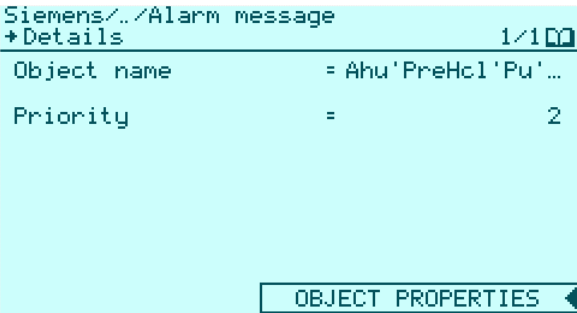 Siemens/../Alarm message
Details 1/1
Object name = Ahu'PreHcl'Pu'…
Priority = 2
OBJECT PROPERTIES